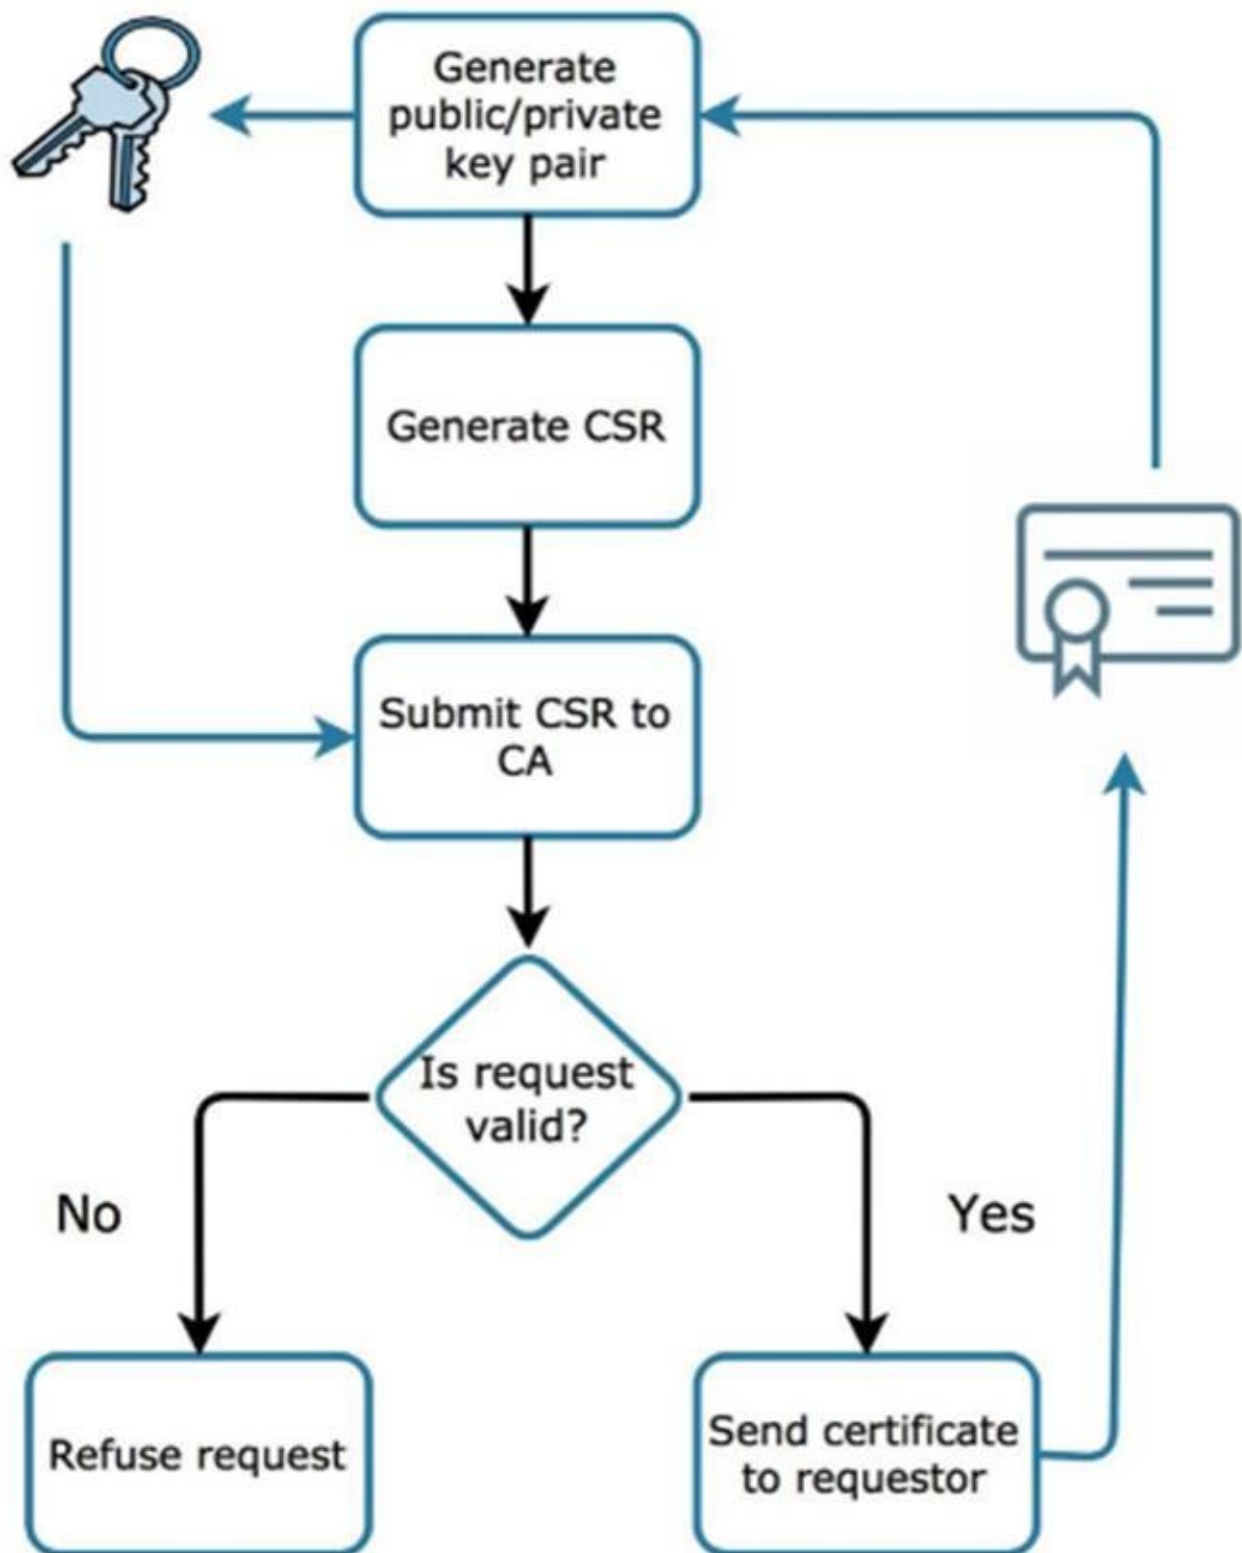 Generate
public/private
key pair
Generate CSR
Submit CSR to
CA
Is request
valid?
No
Yes
Refuse request
Send certificate
to requestor